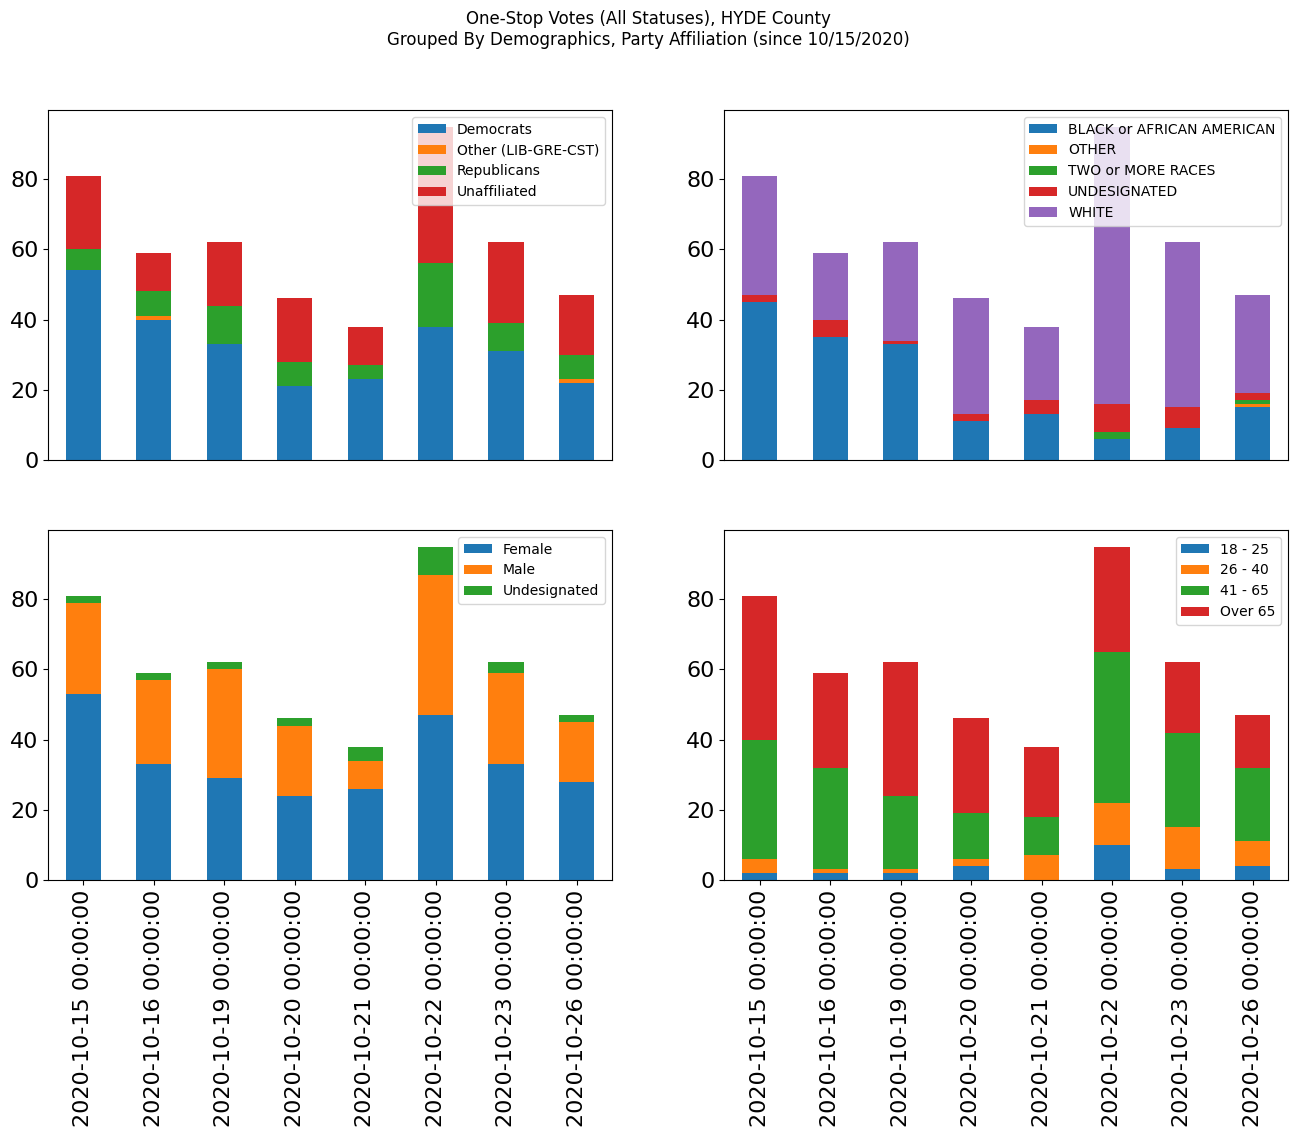 One-Stop Votes (All Statuses), HYDE County
Grouped By Demographics, Party Affiliation (since 10/15/2020)
Democrats
Other (LIB-GRE-CST)
Republicans
Unaffiliated
80
60
40
20
0
BLACK or AFRICAN AMERICAN
OTHER
TWO or MORE RACES
UNDESIGNATED
WHITE
80
60
40
20
0
Female
Male
Undesignated
80
60
40
20
0
2020-10-15 00:00:00
2020-10-16 00:00:00
2020-10-19 00:00:00
2020-10-20 00:00:00
2020-10-21 00:00:00
2020-10-22 00:00:00
2020-10-23 00:00:00
2020-10-26 00:00:00
18 - 25
26 - 40
41 - 65
Over 65
80
60
40
20
0
2020-10-15 00:00:00
2020-10-16 00:00:00
2020-10-19 00:00:00
2020-10-20 00:00:00
2020-10-21 00:00:00
2020-10-22 00:00:00
2020-10-23 00:00:00
2020-10-26 00:00:00